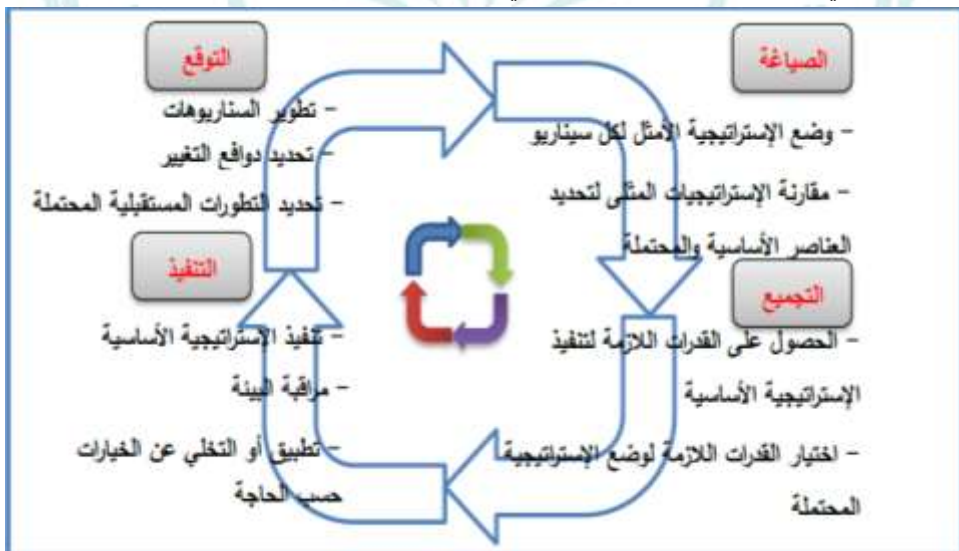 الصياغة
– وضع الإستراتيجية الأمثل لكل سيناريو
– مقارنة الإستراتيجيات المثلى لتحديد
العناصر الأساسية والمحتملة
التوقع
– تطوير السناريوهات
– تحديد دوافع التغيير
– تحديد التطورات المستقبلية المحتملة
التجميع
– الحصول على القدرات اللازمة لتنفيذ
الإستراتيجية الأساسية
– اختيار القدرات اللازمة لوضع الإستراتيجية
المحتملة
التنفيذ
– تنفيذ الإستراتيجية الأساسية
– مراقبة البيئة
– تطبيق أو التخلي عن الخيارات
حسب الحاجة